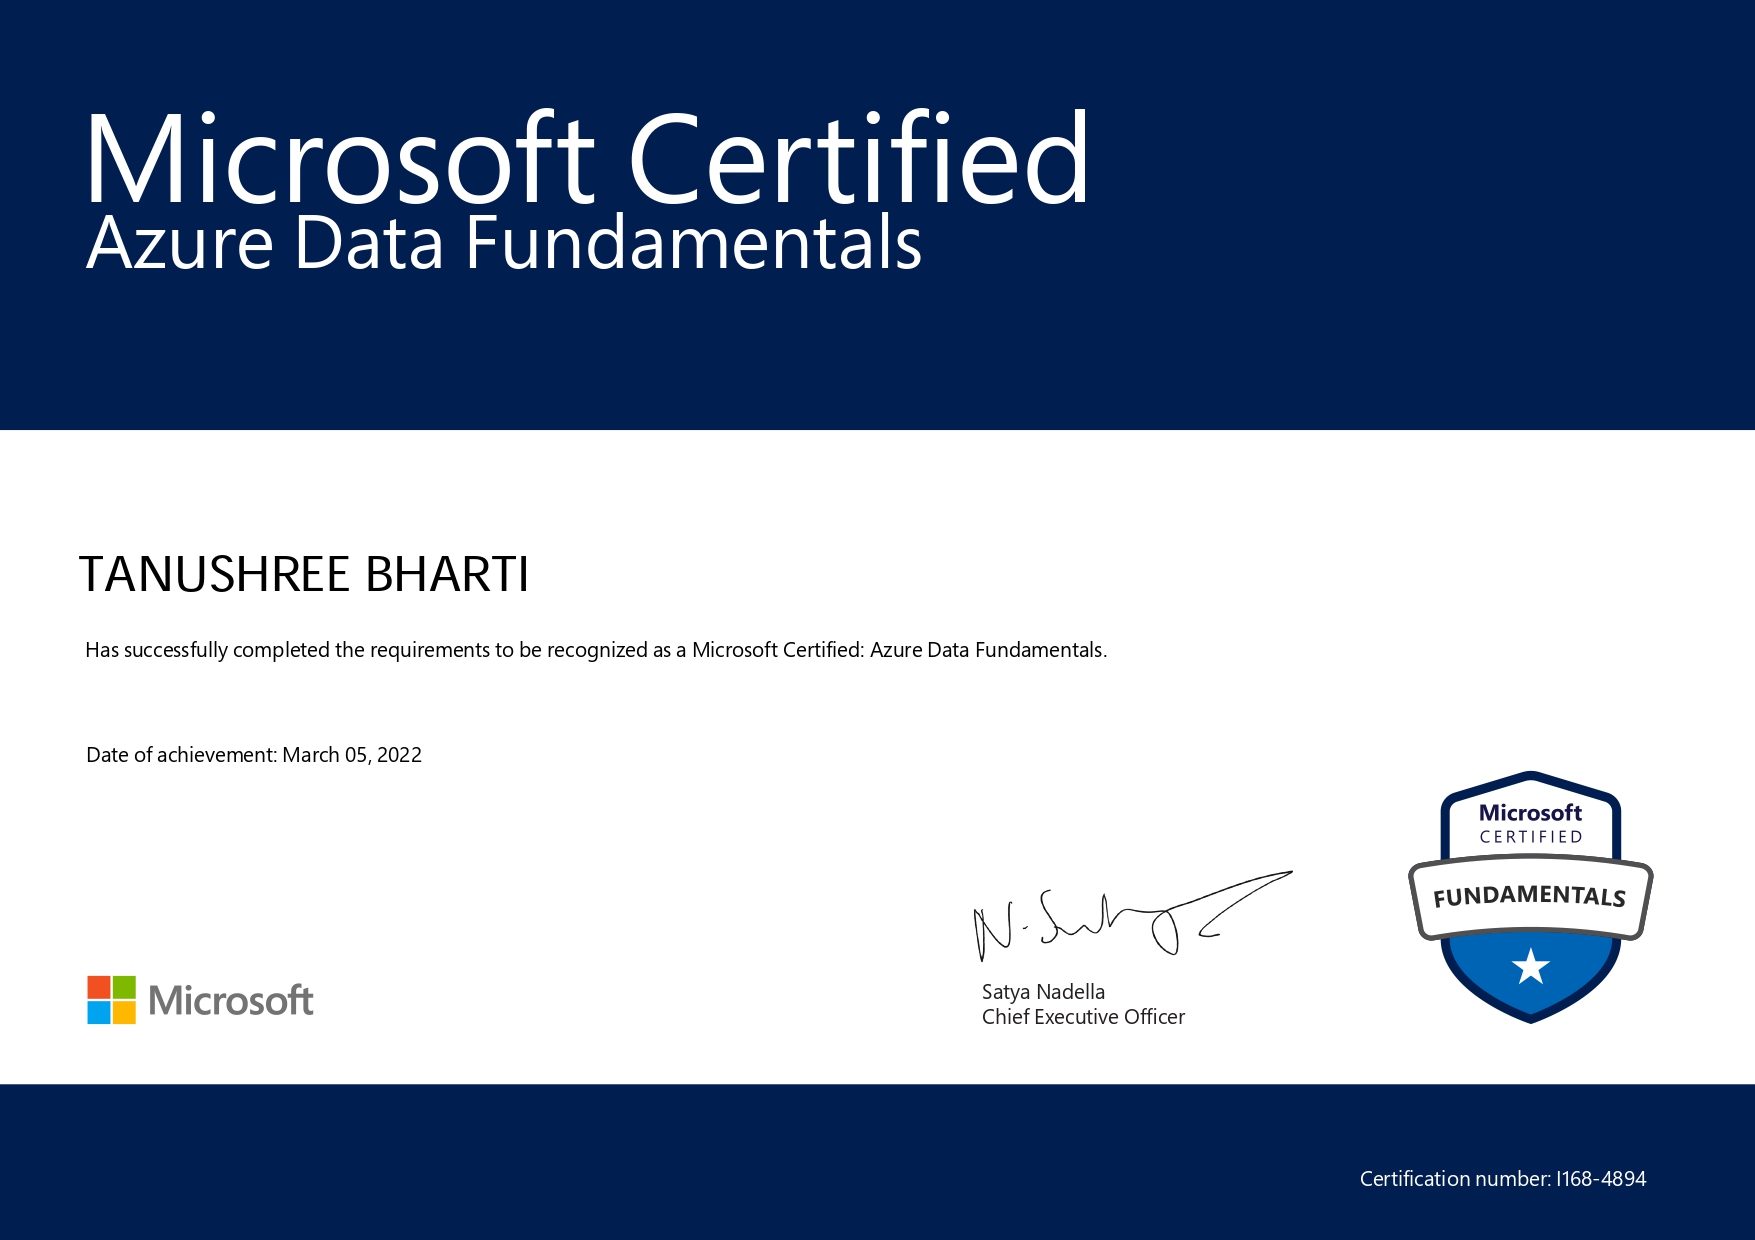 Microsoft Certified
Azure Data Fundamentals
TANUSHREE BHARTI
Has successfully completed the requirements to be recognized as a Microsoft Certified: Azure Data Fundamentals.
Date of achievement: March 05, 2022
Microsoft
CERTIFIED
FUNDAMENTALS
Microsoft
Satya Nadella
Chief Executive Officer
Certification number: I168-4894